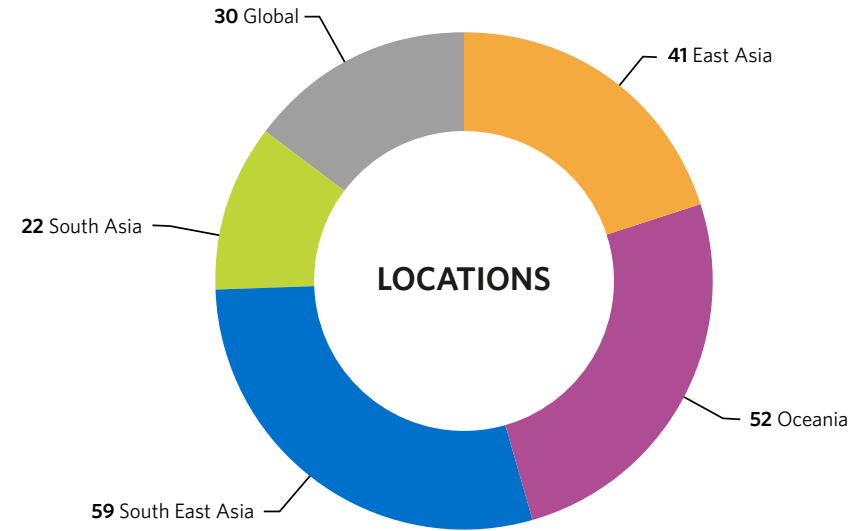 30 Global
41 East Asia
22 South Asia
LOCATIONS
52 Oceania
59 South East Asia